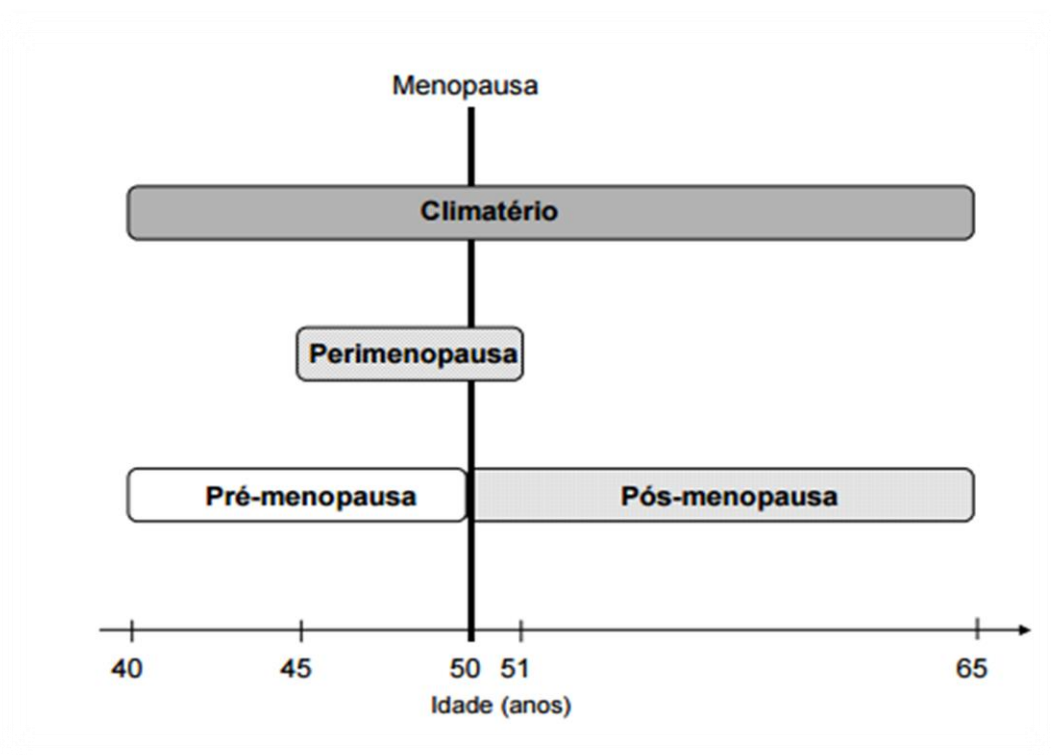 Menopausa
Climatério
Perimenopausa
Pré-menopausa Pós-menopausa
40 45 50 51 65
Idade (anos)